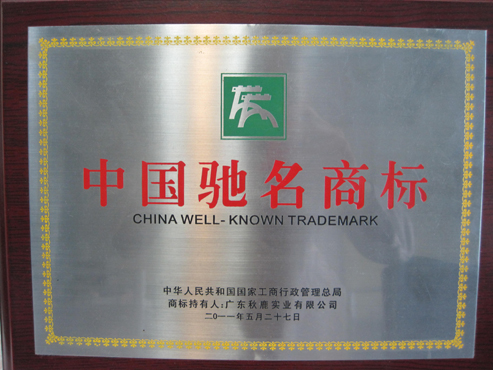 中国驰名商标
CHINA WELL-KNOWN TRADEMARK
中华人民共和国国家工商行政管理总局
商标持有人:广东秋鹿实业有限公司
二〇一一年五月二十七日